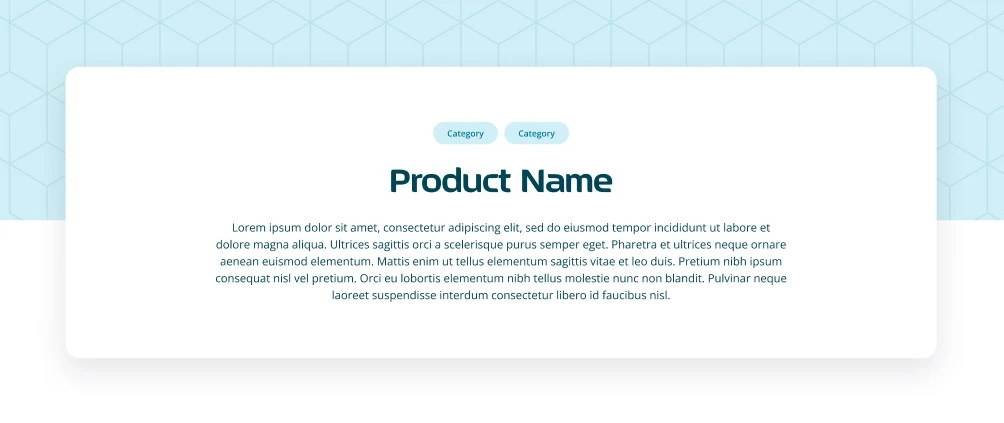 Category Category
Product Name
Lorem ipsum dolor sit amet, consectetur adipiscing elit, sed do eiusmod tempor incididunt ut labore et
dolore magna aliqua. Ultrices sagittis orci a scelerisque purus semper eget. Pharetra et ultrices neque ornare
aenean euismod elementum. Mattis enim ut tellus elementum sagittis vitae et leo duis. Pretium nibh ipsum
consequat nisl vel pretium. Orci eu lobortis elementum nibh tellus molestie nunc non blandit. Pulvinar neque
laoreet suspendisse interdum consectetur libero id faucibus nisl.